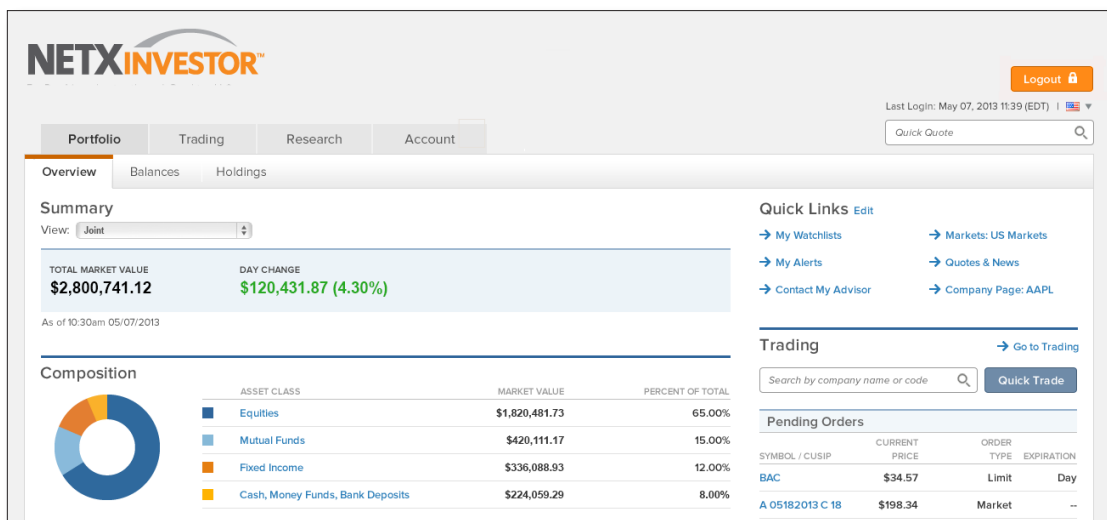 NETXINVESTOR™
Logout
Last Login: May 07, 2013 11:39 (EDT) |
Portfolio Trading Research Account
Quick Quote
Overview Balances Holdings
Summary
View: Joint
TOTAL MARKET VALUE DAY CHANGE
$2,800,741.12 $120,431.87 (4.30%)
As of 10:30am 05/07/2013
Composition
ASSET CLASS MARKET VALUE PERCENT OF TOTAL
Equities $1,820,481.73 65.00%
Mutual Funds $420,111.17 15.00%
Fixed Income $336,088.93 12.00%
Cash, Money Funds, Bank Deposits $224,059.29 8.00%
Quick Links Edit
My Watchlists Markets: US Markets
My Alerts Quotes & News
Contact My Advisor Company Page: AAPL
Trading Go to Trading
Search by company name or code Quick Trade
Pending Orders
SYMBOL / CUSIP CURRENT PRICE ORDER TYPE EXPIRATION
BAC $34.57 Limit Day
A 05182013 C 18 $198.34 Market --